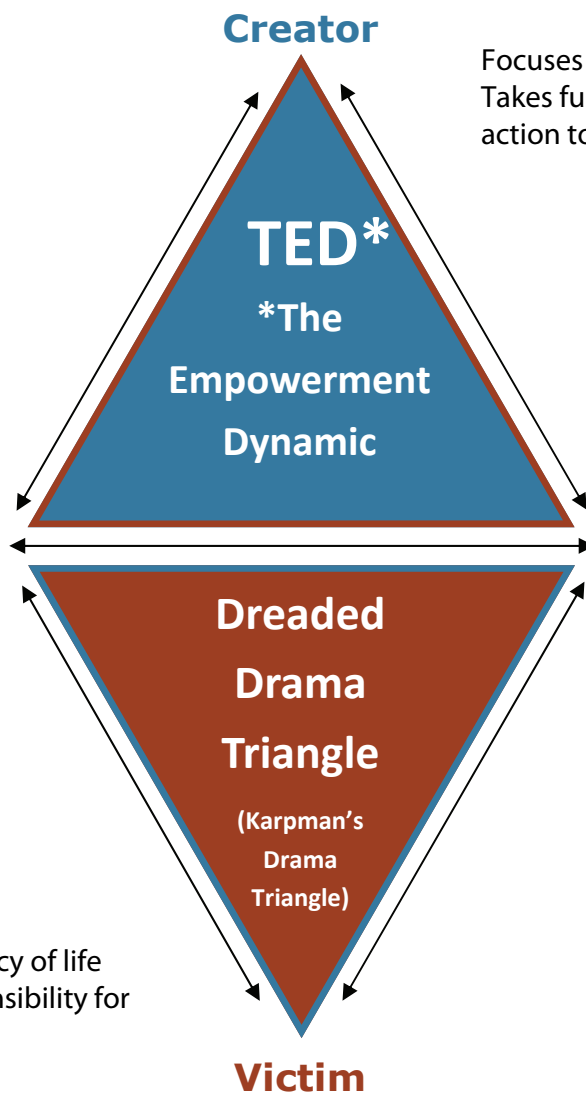 Creator
Focuses
Takes fu
action to
TED*
*The
Empowerment
Dynamic
Dreaded
Drama
Triangle
(Karpman’s
Drama
Triangle)
cy of life
nsibility for
Victim